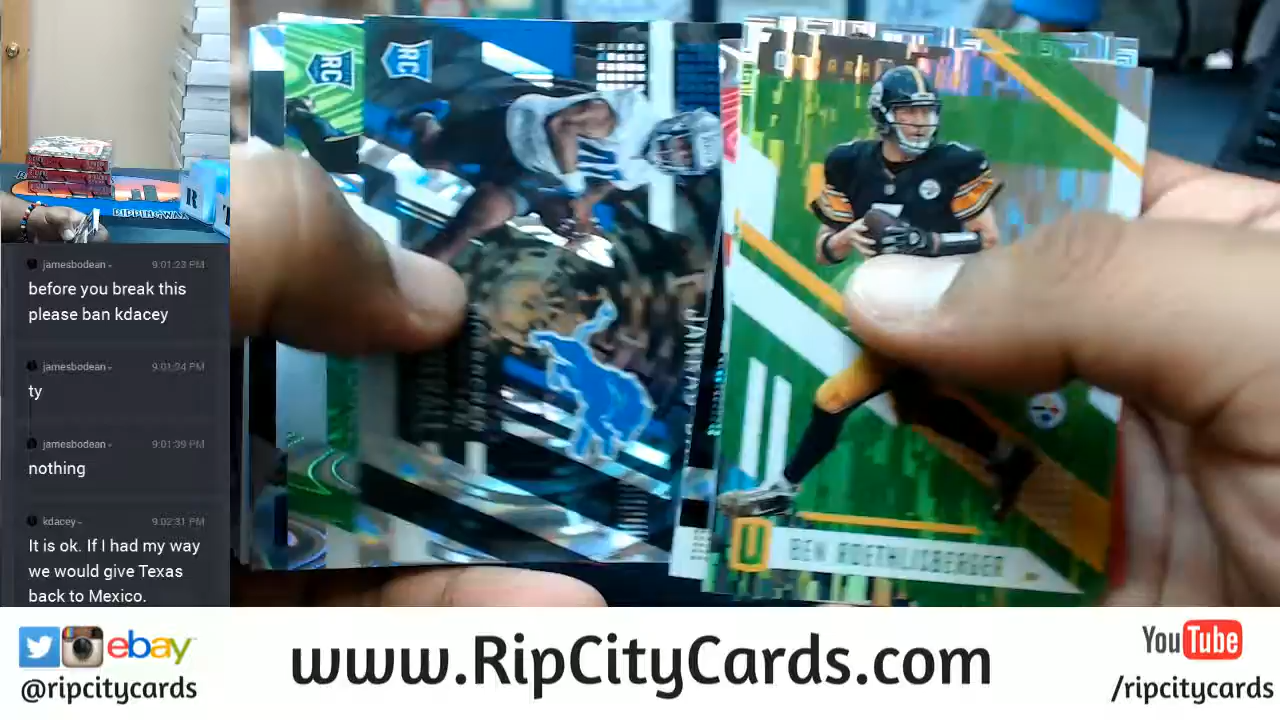 jamesbodean- 9:01:23 PM
before you break this
please ban kdacey
jamesbodean- 9:01:24 PM
ty
jamesbodean- 9:01:39 PM
nothing
kdacey- 9:02:31 PM
It is ok. If I had my way
we would give Texas
back to Mexico.
RC
RC
U
BEN ROETHLISBERGER
ebay
@ripcitycards
www.RipCityCards.com
YouTube
/ripcitycards